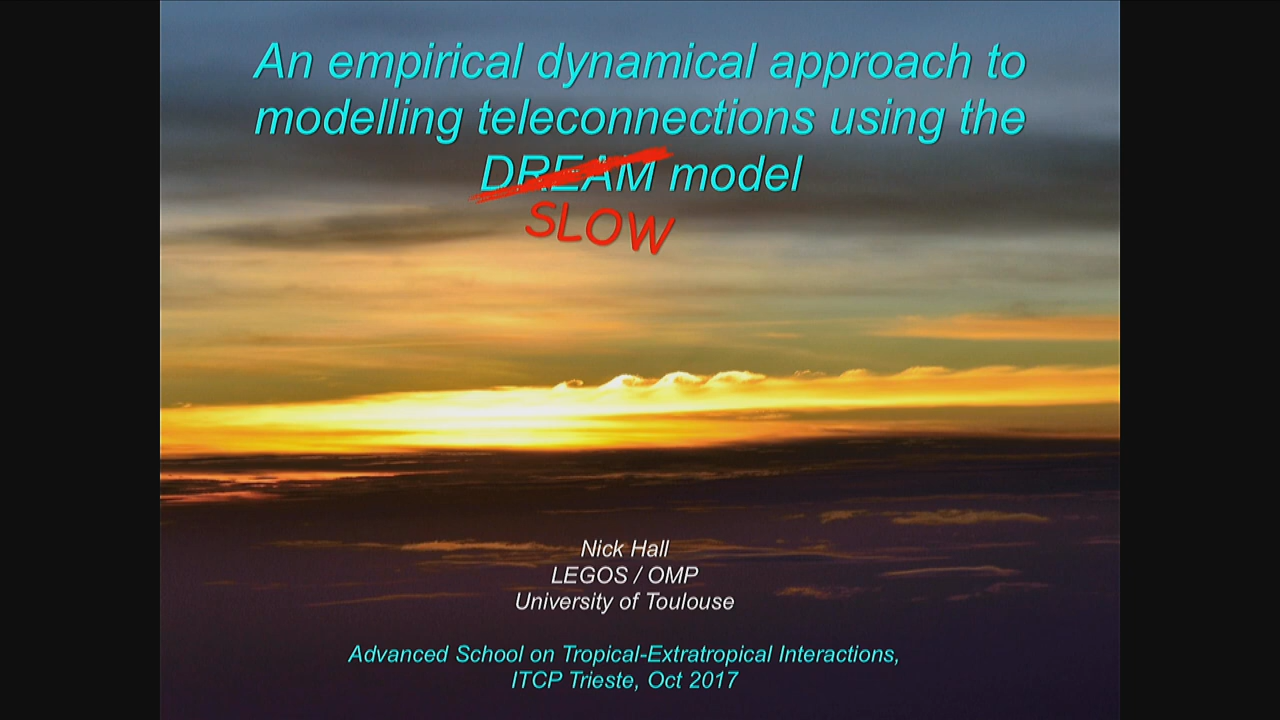 An empirical dynamical approach to
modelling teleconnections using the
DREAM model
SLOW
Nick Hall
LEGOS / OMP
University of Toulouse
Advanced School on Tropical-Extratropical Interactions,
ITCP Trieste, Oct 2017